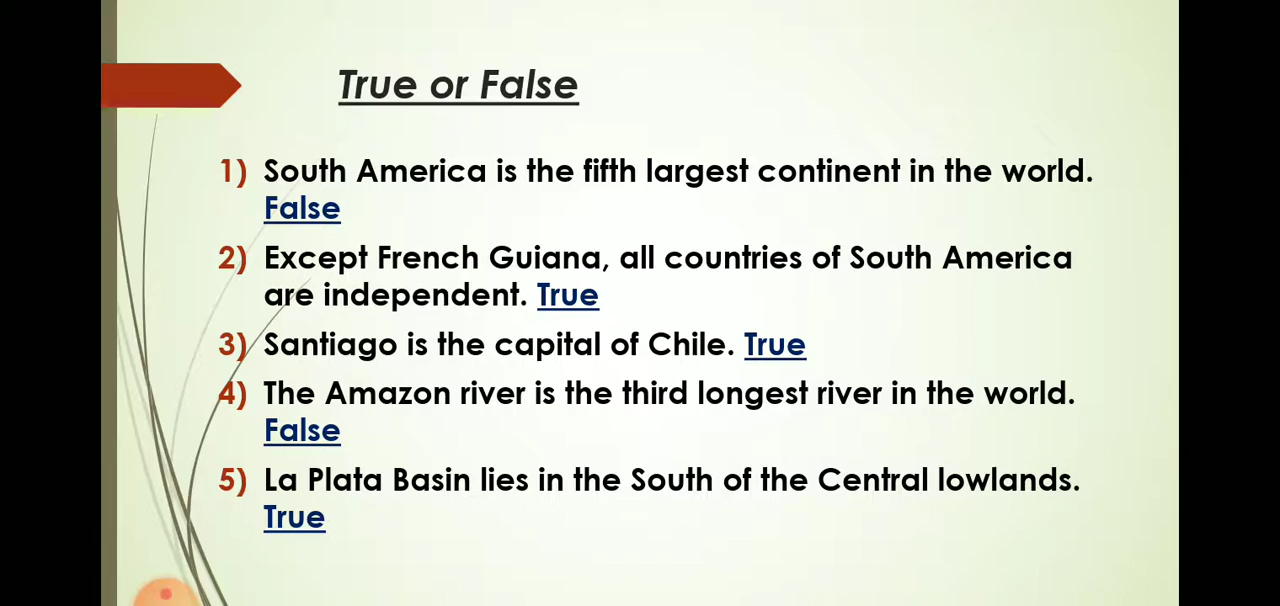 True or False
1) South America is the fifth largest continent in the world.
False
2) Except French Guiana, all countries of South America
are independent. True
3) Santiago is the capital of Chile. True
4) The Amazon river is the third longest river in the world.
False
5) La Plata Basin lies in the South of the Central lowlands.
True